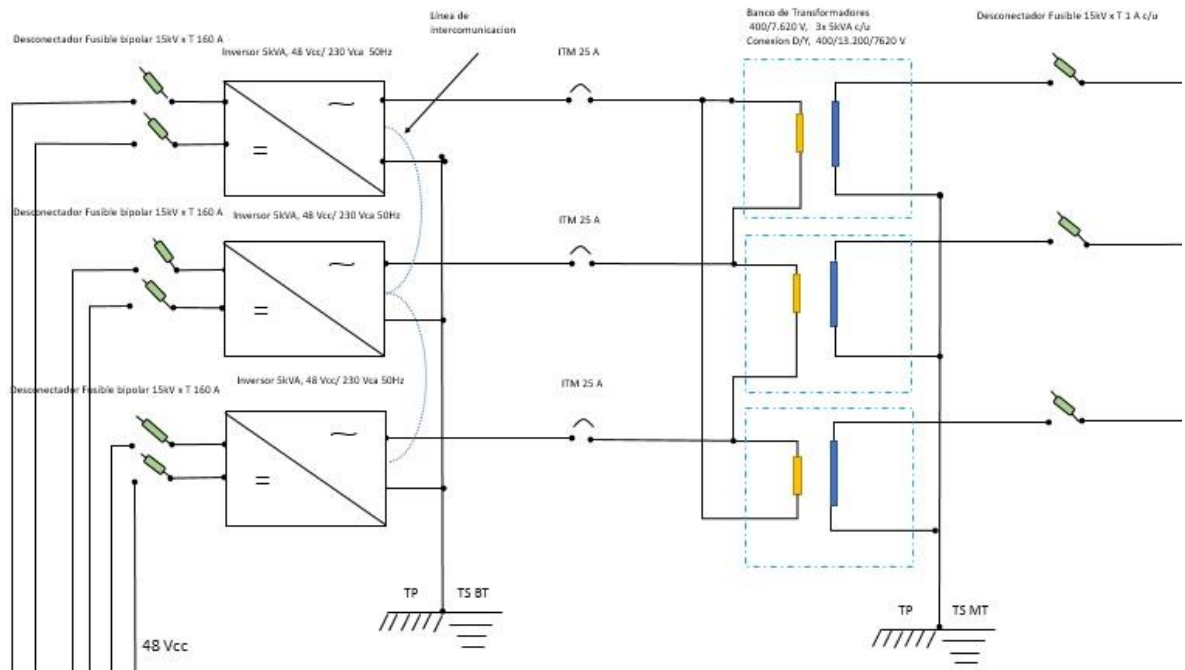 Linea de
intercomunicacion
Banco de Transformadores
400/7.620 V, 3x 5kVA c/u
Conexion D/Y, 400/13.200/7620 V
Desconectador Fusible 15kV x T 1 A c/u
Desconectador Fusible bipolar 15kV x T 160 A
Inversor 5kVA, 48 Vcc/ 230 Vca 50Hz
ITM 25 A
~
=
Desconectador Fusible bipolar 15kV x T 160 A
Inversor 5kVA, 48 Vcc/ 230 Vca 50Hz
ITM 25 A
~
=
Desconectador Fusible bipolar 15kV x T 160 A
Inversor 5kVA, 48 Vcc/ 230 Vca 50Hz
ITM 25 A
~
=
TP TS BT
TP TS MT
48 Vcc